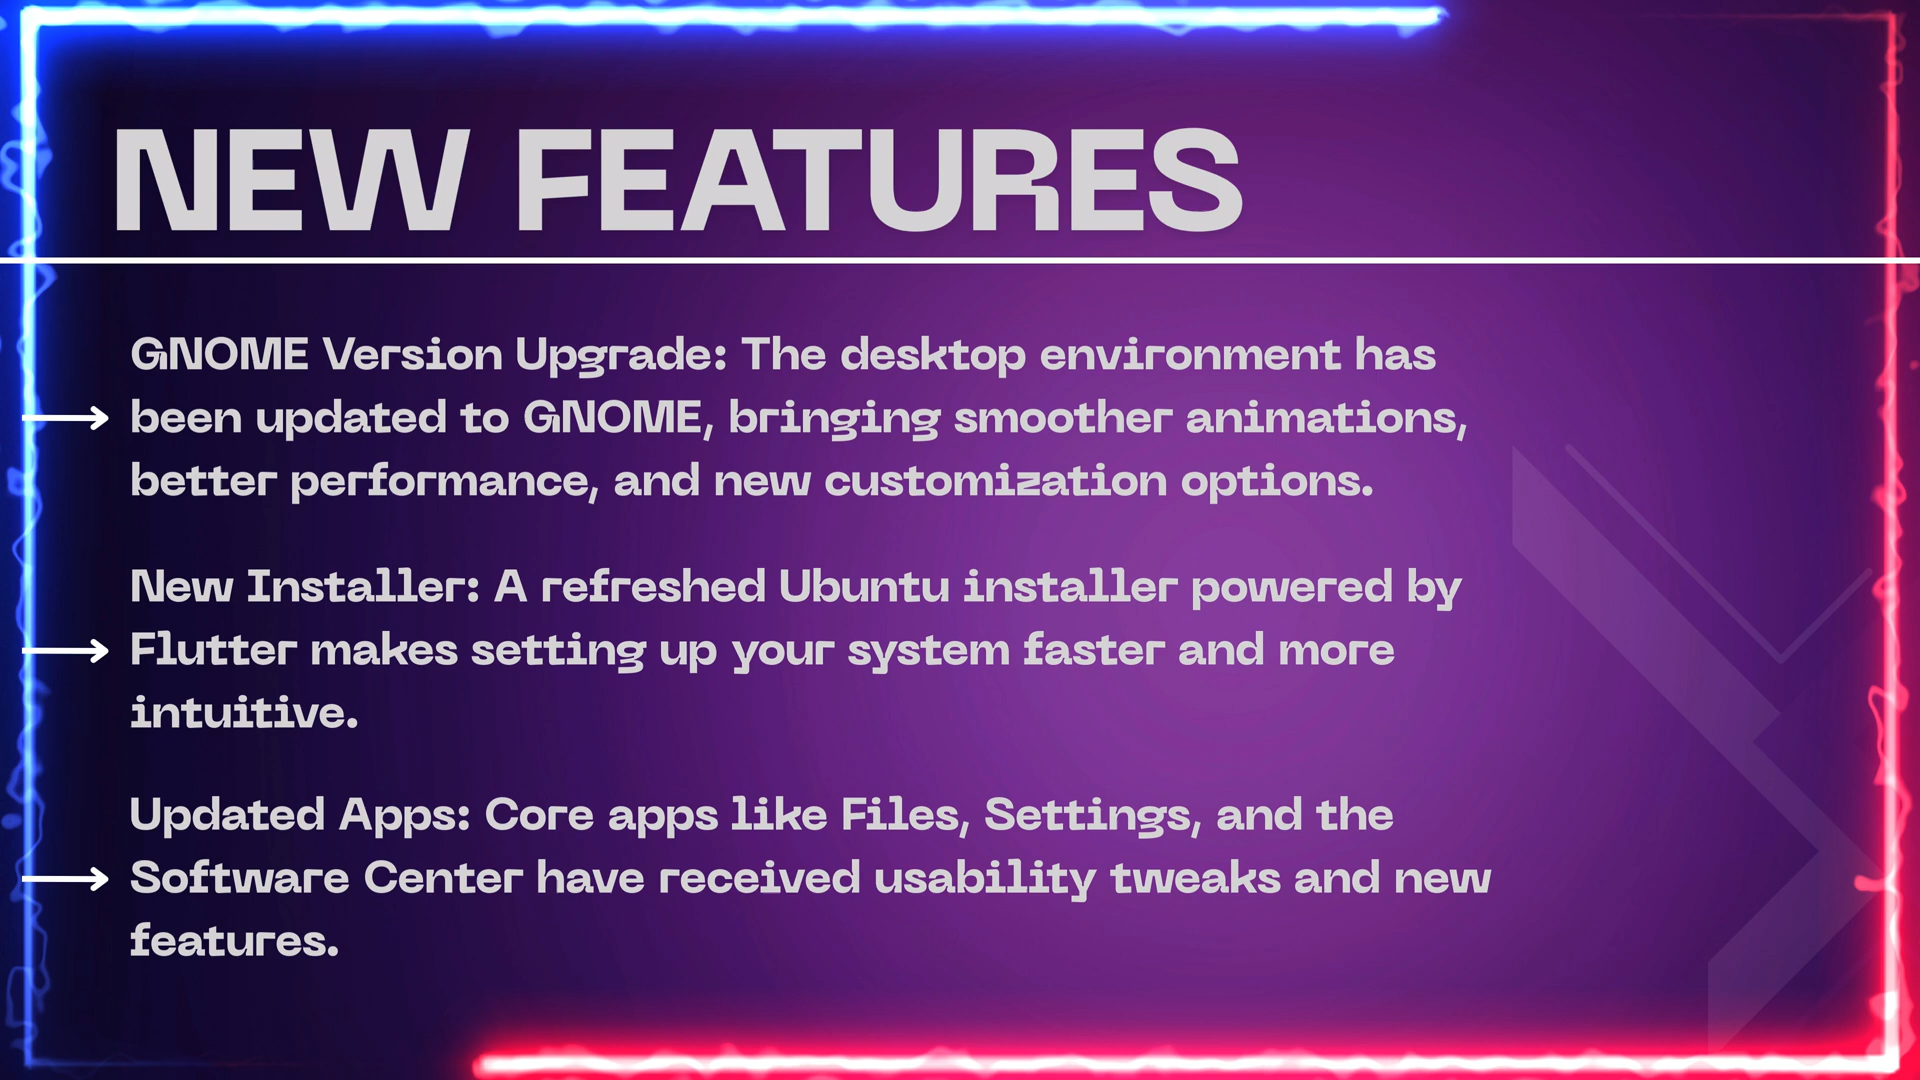 NEW FEATURES
GNOME Version Upgrade: The desktop environment has
been updated to GNOME, bringing smoother animations,
better performance, and new customization options.
New Installer: A refreshed Ubuntu installer powered by
Flutter makes setting up your system faster and more
intuitive.
Updated Apps: Core apps like Files, Settings, and the
Software Center have received usability tweaks and new
features.